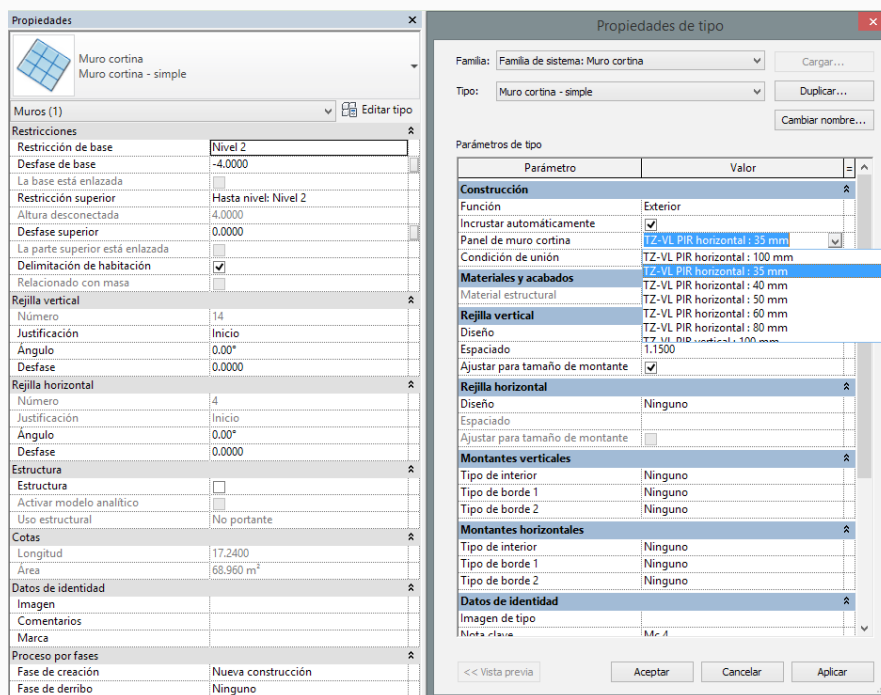 Propiedades
Muro cortina
Muro cortina - simple
Muros (1)
Editar tipo
Restricciones
Restricción de base Nivel 2
Desfase de base -4.0000
La base está enlazada
Restricción superior Hasta nivel: Nivel 2
Altura desconectada 4.0000
Desfase superior 0.0000
La parte superior está enlazada
Delimitación de habitación
Relacionado con masa
Rejilla vertical
Número 14
Justificación Inicio
Ángulo 0.00°
Desfase 0.0000
Rejilla horizontal
Número 4
Justificación Inicio
Ángulo 0.00°
Desfase 0.0000
Estructura
Estructura
Activar modelo analítico
Uso estructural No portante
Cotas
Longitud 17.2400
Área 68.960 m²
Datos de identidad
Imagen
Comentarios
Marca
Proceso por fases
Fase de creación Nueva construcción
Fase de derribo Ninguno
Propiedades de tipo
Familia: Familia de sistema: Muro cortina Cargar...
Tipo: Muro cortina - simple Duplicar...
Cambiar nombre...
Parámetros de tipo
Parámetro Valor =
Construcción
Función Exterior
Incrustar automáticamente
Panel de muro cortina TZ-VL PIR horizontal : 35 mm
Condición de unión TZ-VL PIR horizontal : 100 mm
TZ-VL PIR horizontal : 35 mm
Materiales y acabados
TZ-VL PIR horizontal : 40 mm
Material estructural TZ-VL PIR horizontal : 50 mm
Rejilla vertical TZ-VL PIR horizontal : 60 mm
Diseño TZ-VL PIR horizontal : 80 mm
TZ-VL PIR vertical : 100 mm
Espaciado 1.1500
Ajustar para tamaño de montante
Rejilla horizontal
Diseño Ninguno
Espaciado
Ajustar para tamaño de montante
Montantes verticales
Tipo de interior Ninguno
Tipo de borde 1 Ninguno
Tipo de borde 2 Ninguno
Montantes horizontales
Tipo de interior Ninguno
Tipo de borde 1 Ninguno
Tipo de borde 2 Ninguno
Datos de identidad
Imagen de tipo
Nota clave Mc 4
<< Vista previa Aceptar Cancelar Aplicar